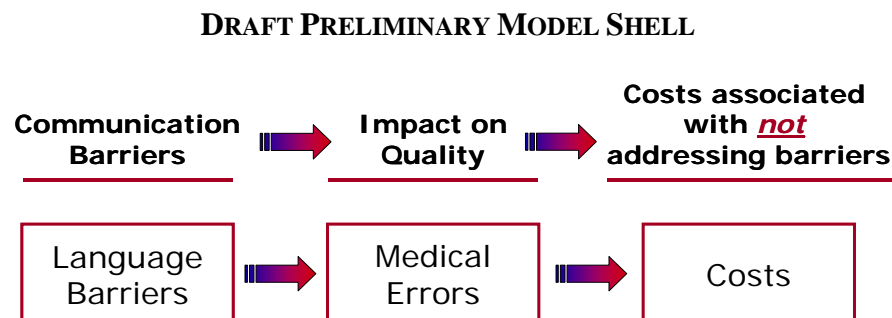 DRAFT PRELIMINARY MODEL SHELL
Communication
Barriers
Impact on
Quality
Costs associated
with not
addressing barriers
Language
Barriers
Medical
Errors
Costs